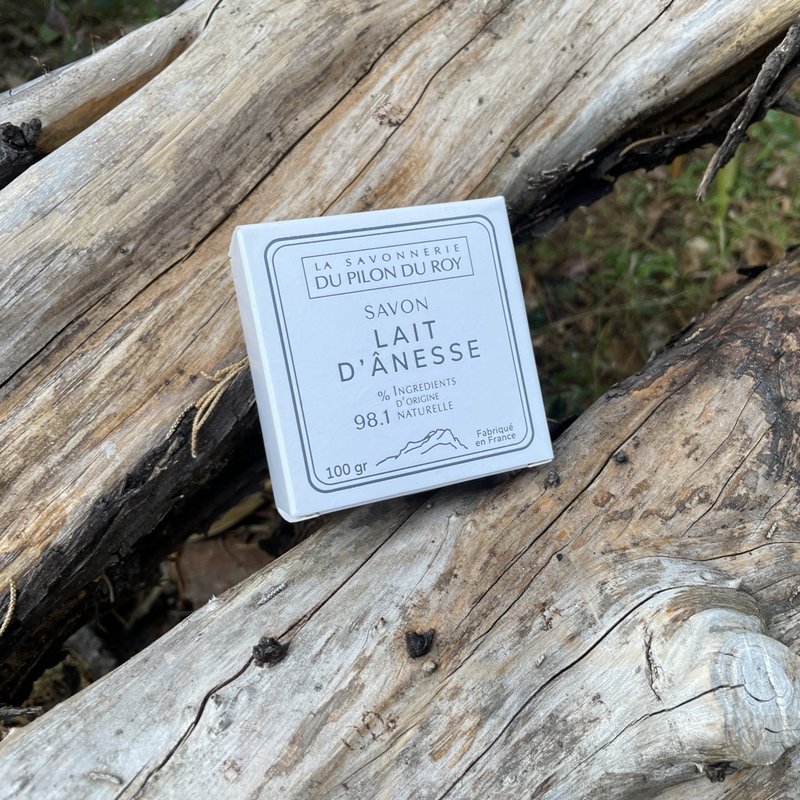 LA SAVONNERIE
DU PILON DU ROY
SAVON
LAIT
D'ÂNESSE
% INGREDIENTS
D'ORIGINE
98.1 NATURELLE
Fabriqué
en France
100 gr